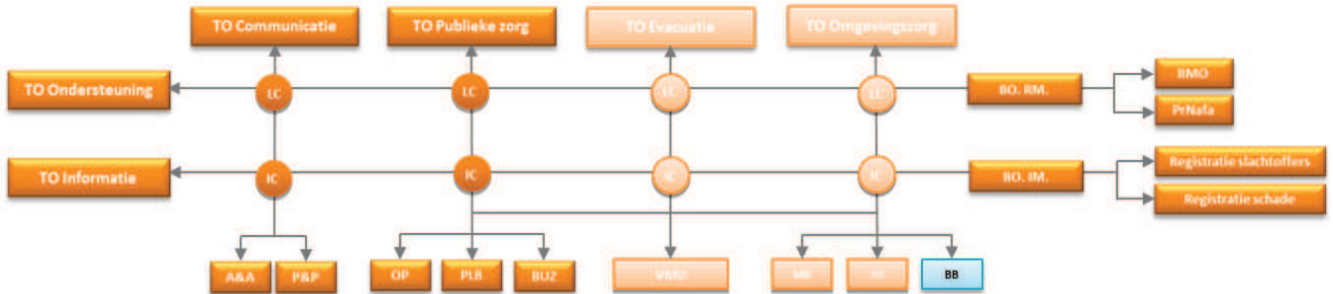 TO Communicatie
TO Publieke zorg
TO Evacuatie
TO Omgevingszorg
TO Ondersteuning
LC
LC
LC
LC
BO. RM.
BMO
PrNafa
TO Informatie
IC
IC
IC
IC
BO. IM.
Registratie slachtoffers
Registratie schade
A&A
P&P
OP
PLB
BUZ
BB